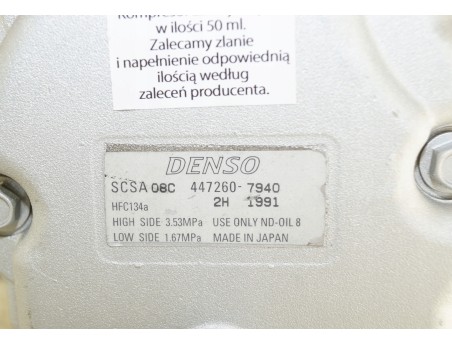 w ilości 50 ml.
Zalecamy zlanie
i napełnienie odpowiednią
ilością według
zaleceń producenta.
DENSO
SCSA 08C 447260-7940
HFC134a 2H 1991
HIGH SIDE 3.53MPa USE ONLY ND-OIL 8
LOW SIDE 1.67MPa MADE IN JAPAN